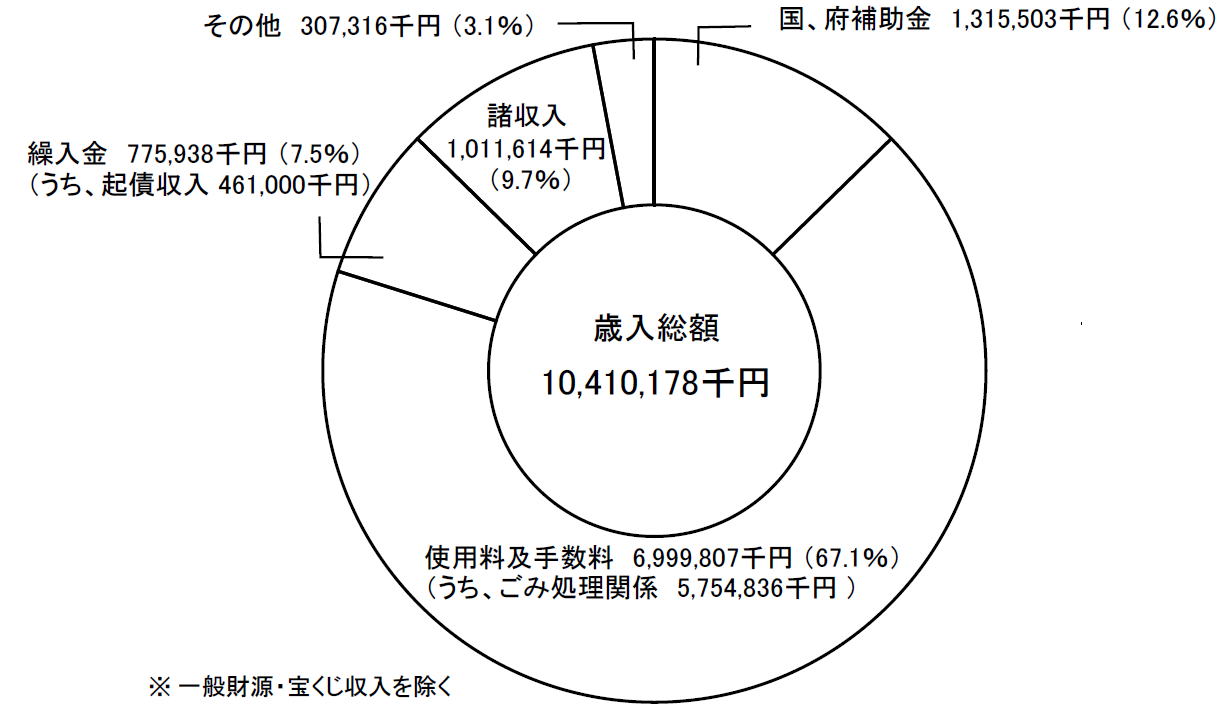 その他 307,316千円（3.1%）
国、府補助金 1,315,503千円（12.6%）
諸収入
1,011,614千円
（9.7%）
繰入金 775,938千円（7.5%）
（うち、起債収入 461,000千円）
歳入総額
10,410,178千円
使用料及手数料 6,999,807千円（67.1%）
（うち、ごみ処理関係 5,754,836千円 ）
※ 一般財源・宝くじ収入を除く